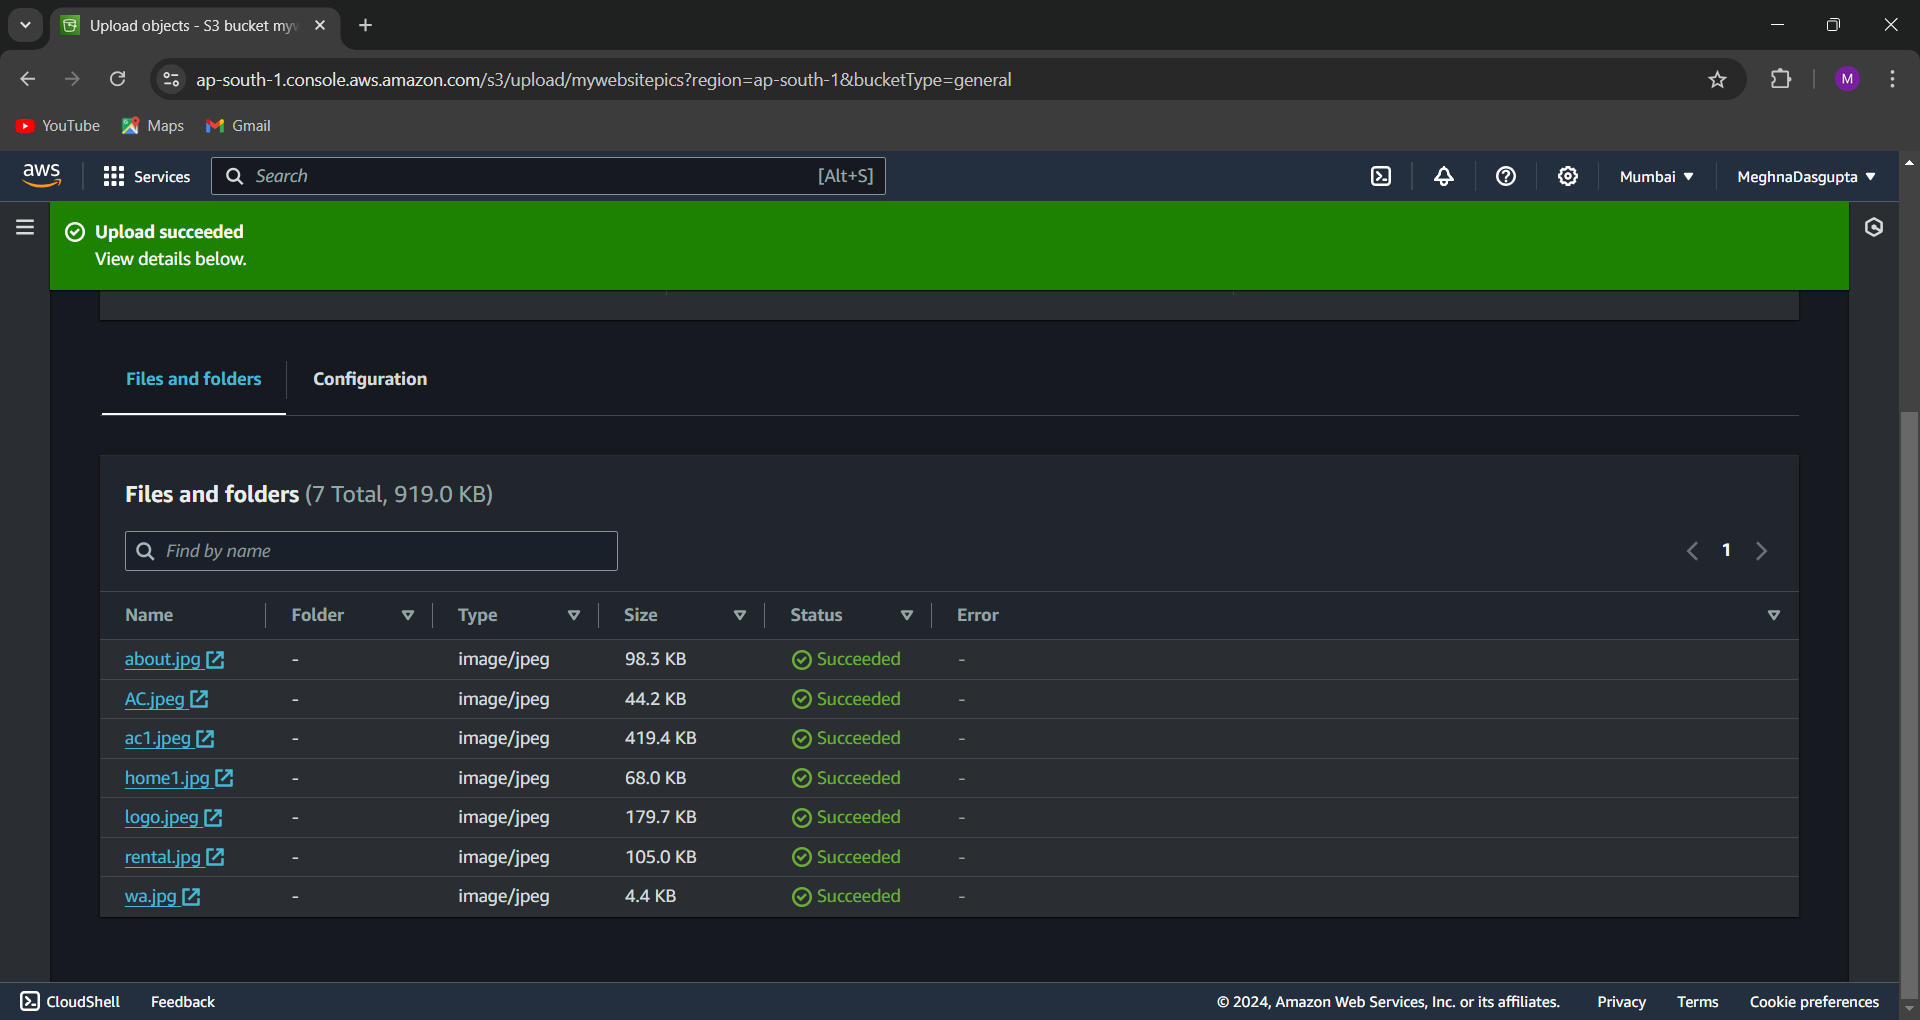 Upload objects - S3 bucket myw
ap-south-1.console.aws.amazon.com/s3/upload/mywebsitepics?region=ap-south-1&bucketType=general
M
YouTube Maps Gmail
aws Services Search [Alt+S] Mumbai MeghnaDasgupta
Upload succeeded
View details below.
Files and folders Configuration
Files and folders (7 Total, 919.0 KB)
Find by name 1
Name Folder Type Size Status Error
about.jpg - image/jpeg 98.3 KB Succeeded -
AC.jpeg - image/jpeg 44.2 KB Succeeded -
ac1.jpeg - image/jpeg 419.4 KB Succeeded -
home1.jpg - image/jpeg 68.0 KB Succeeded -
logo.jpeg - image/jpeg 179.7 KB Succeeded -
rental.jpg - image/jpeg 105.0 KB Succeeded -
wa.jpg - image/jpeg 4.4 KB Succeeded -
CloudShell Feedback © 2024, Amazon Web Services, Inc. or its affiliates. Privacy Terms Cookie preferences